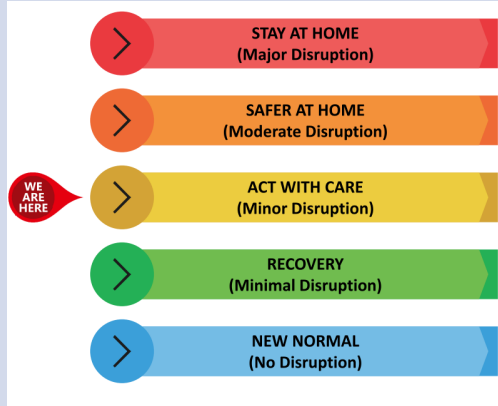 STAY AT HOME
(Major Disruption)
SAFER AT HOME
(Moderate Disruption)
WE
ARE
HERE
ACT WITH CARE
(Minor Disruption)
RECOVERY
(Minimal Disruption)
NEW NORMAL
(No Disruption)